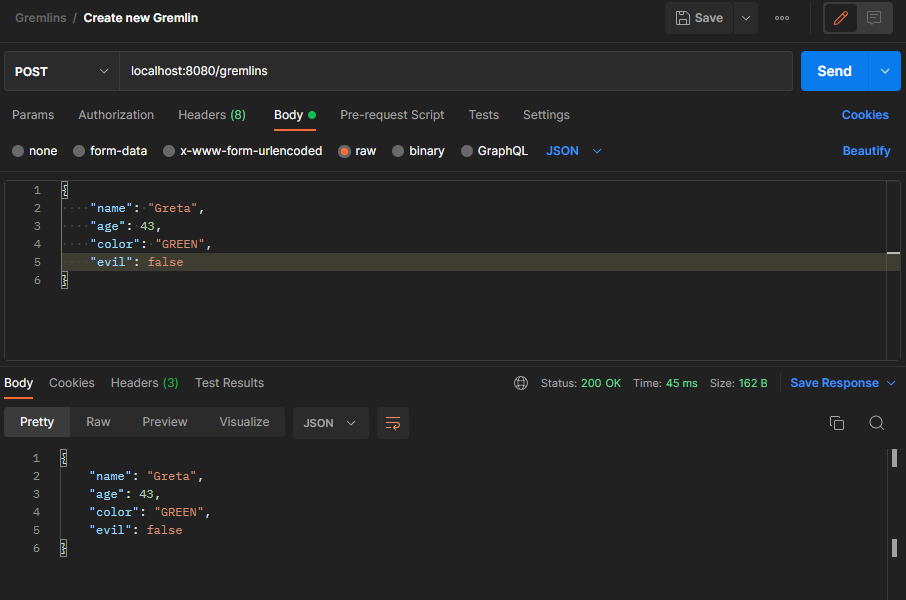 Gremlins / Create new Gremlin Save
POST localhost:8080/gremlins Send
Params Authorization Headers (8) Body Pre-request Script Tests Settings Cookies
none form-data x-www-form-urlencoded raw binary GraphQL JSON Beautify
1 {
2 "name": "Greta",
3 "age": 43,
4 "color": "GREEN",
5 "evil": false
6 }
Body Cookies Headers (3) Test Results Status: 200 OK Time: 45 ms Size: 162 B Save Response
Pretty Raw Preview Visualize JSON
1 {
2 "name": "Greta",
3 "age": 43,
4 "color": "GREEN",
5 "evil": false
6 }